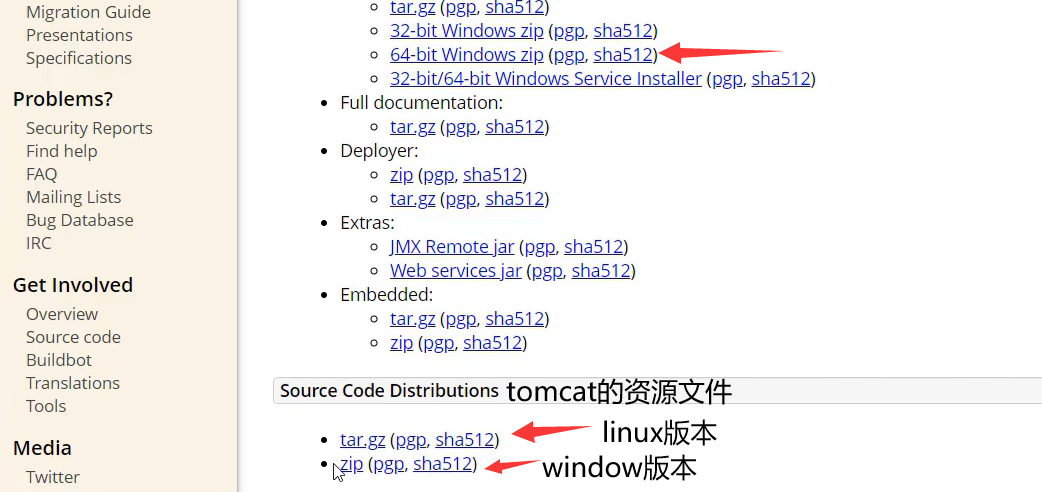 Migration Guide
Presentations
Specifications
Problems?
Security Reports
Find help
FAQ
Mailing Lists
Bug Database
IRC
Get Involved
Overview
Source code
Buildbot
Translations
Tools
Media
Twitter
tar.gz (pgp, sha512)
32-bit Windows zip (pgp, sha512)
64-bit Windows zip (pgp, sha512)
32-bit/64-bit Windows Service Installer (pgp, sha512)
Full documentation:
tar.gz (pgp, sha512)
Deployer:
zip (pgp, sha512)
tar.gz (pgp, sha512)
Extras:
JMX Remote jar (pgp, sha512)
Web services jar (pgp, sha512)
Embedded:
tar.gz (pgp, sha512)
zip (pgp, sha512)
Source Code Distributions tomcat的资源文件
tar.gz (pgp, sha512) linux版本
zip (pgp, sha512) window版本